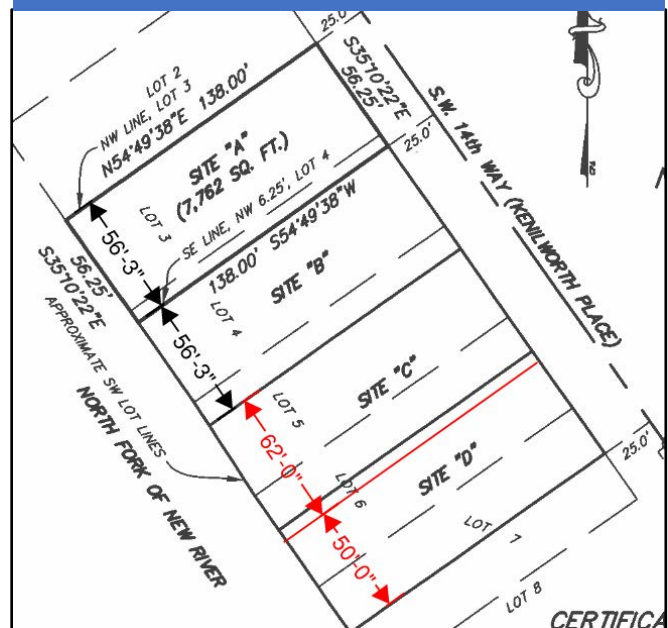 25.0'
S35°10'22"E
56.25'
LOT 2
NW LINE, LOT 3
N54°49'38"E 138.00'
S.W. 14th WAY (KENILWORTH PLACE)
25.0'
SITE "A"
(7,762 SQ. FT.)
LOT 3
SE LINE, NW 6.25', LOT 4
138.00' S54°49'38"W
56'-3"
56.25'
S35°10'22"E
APPROXIMATE SW LOT LINES
NORTH FORK OF NEW RIVER
SITE "B"
LOT 4
56'-3"
SITE "C"
LOT 5
62'-0"
LOT 6
SITE "D"
50'-0"
25.0'
LOT 7
LOT 8
CERTIFICA